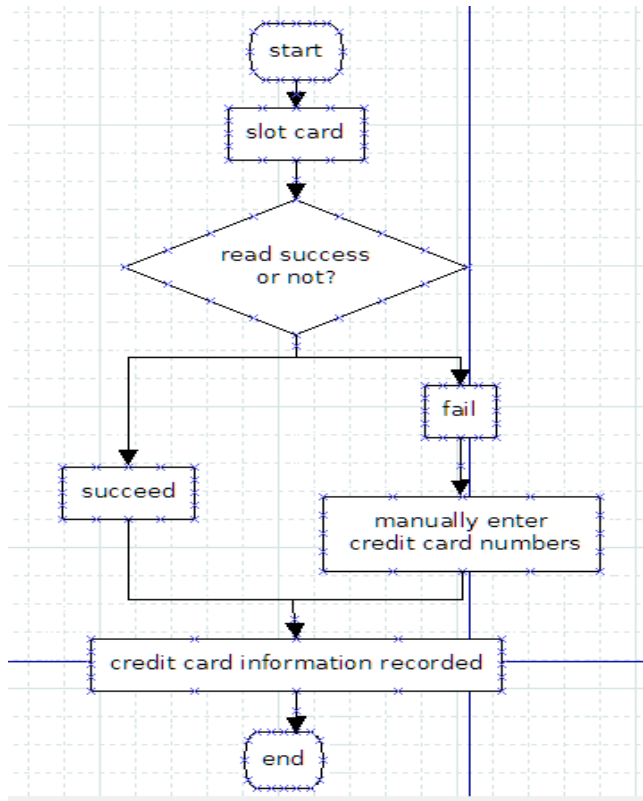 start
slot card
read success
or not?
fail
succeed
manually enter
credit card numbers
credit card information recorded
end